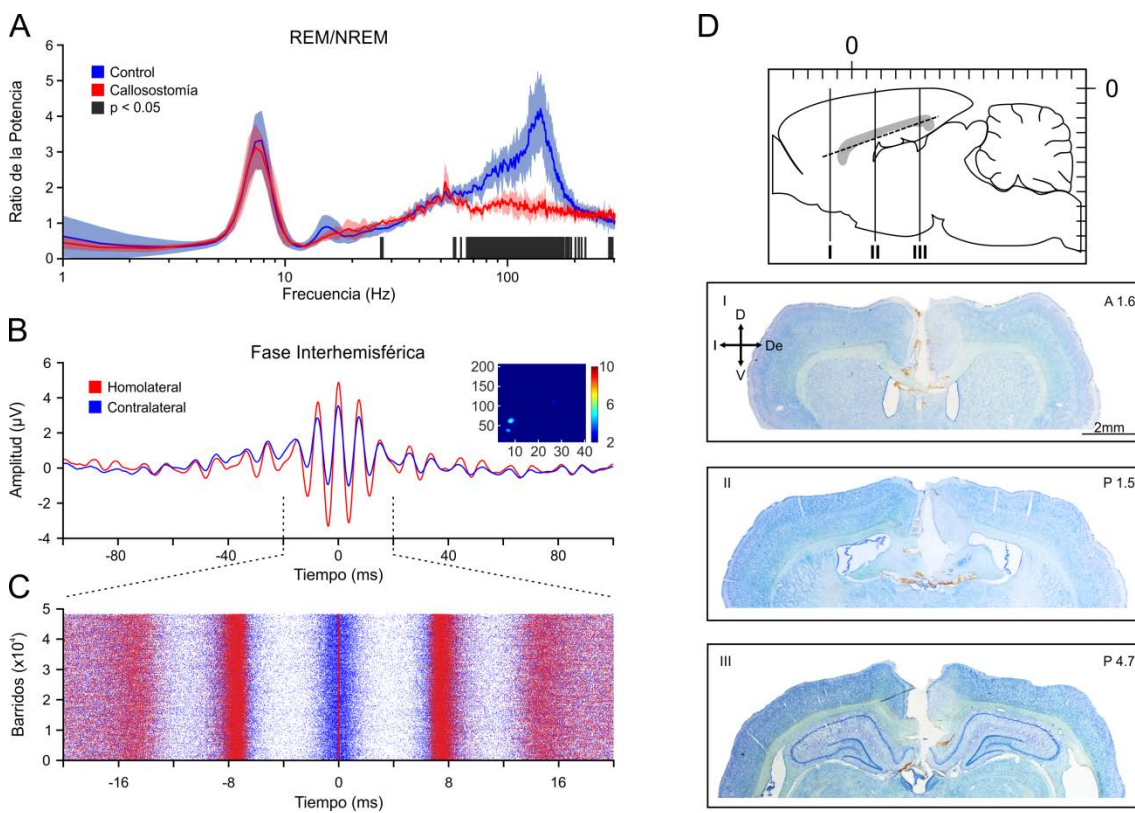 A
REM/NREM
Ratio de la Potencia
6
5
4
3
2
1
0
Control
Callosostomía
p < 0.05
1
10
100
Frecuencia (Hz)
B
Fase Interhemisférica
Amplitud (μV)
6
4
2
0
-2
-4
Homolateral
Contralateral
200
150
100
50
10
20
30
40
10
8
6
4
2
-80
-40
0
40
80
Tiempo (ms)
C
Barridos (x10⁴)
5
4
3
2
1
0
-16
-8
0
8
16
Tiempo (ms)
D
0
0
I
II
III
I
A 1.6
D
I
De
V
2mm
II
P 1.5
III
P 4.7